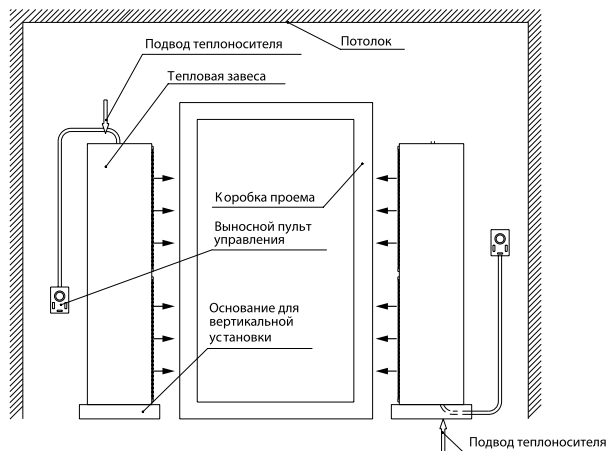 Подвод теплоносителя
Потолок
Тепловая завеса
Коробка проема
Выносной пульт
управления
Основание для
вертикальной
установки
Подвод теплоносителя